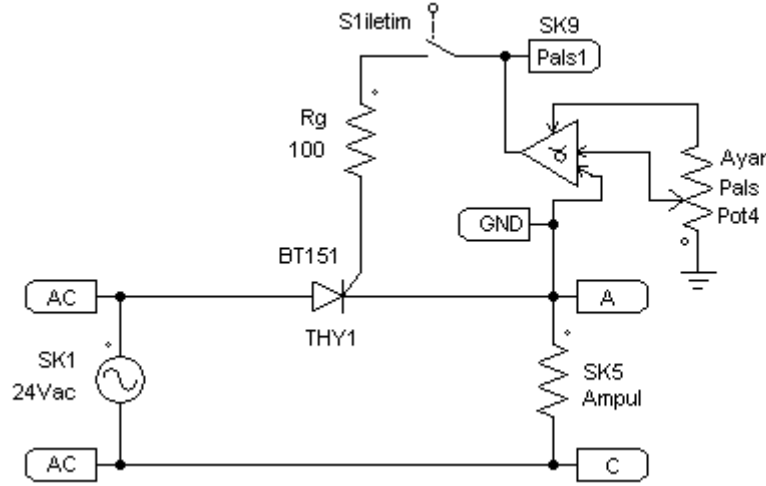 S1iletim
SK9
Pals1
Rg
100
α
Ayar
Pals
Pot4
GND
BT151
AC
A
THY1
SK1
24Vac
SK5
Ampul
AC
C